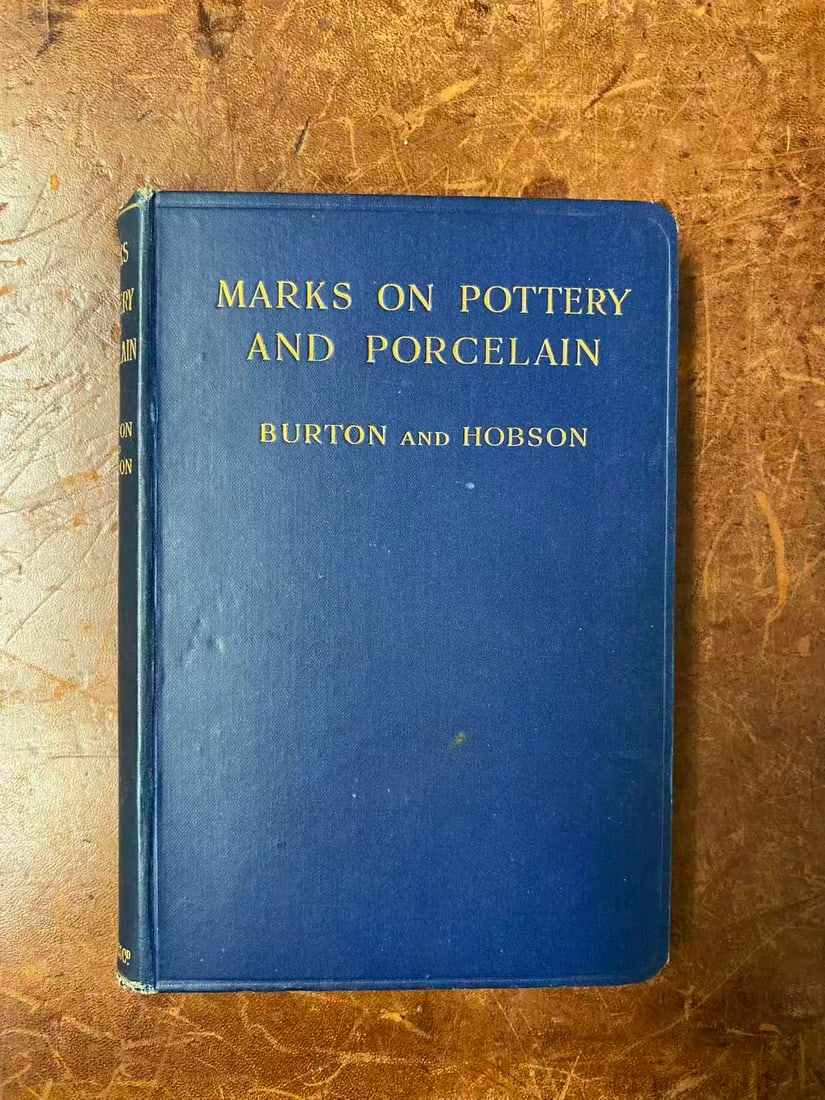 MARKS ON POTTERY
AND PORCELAIN
BURTON AND HOBSON